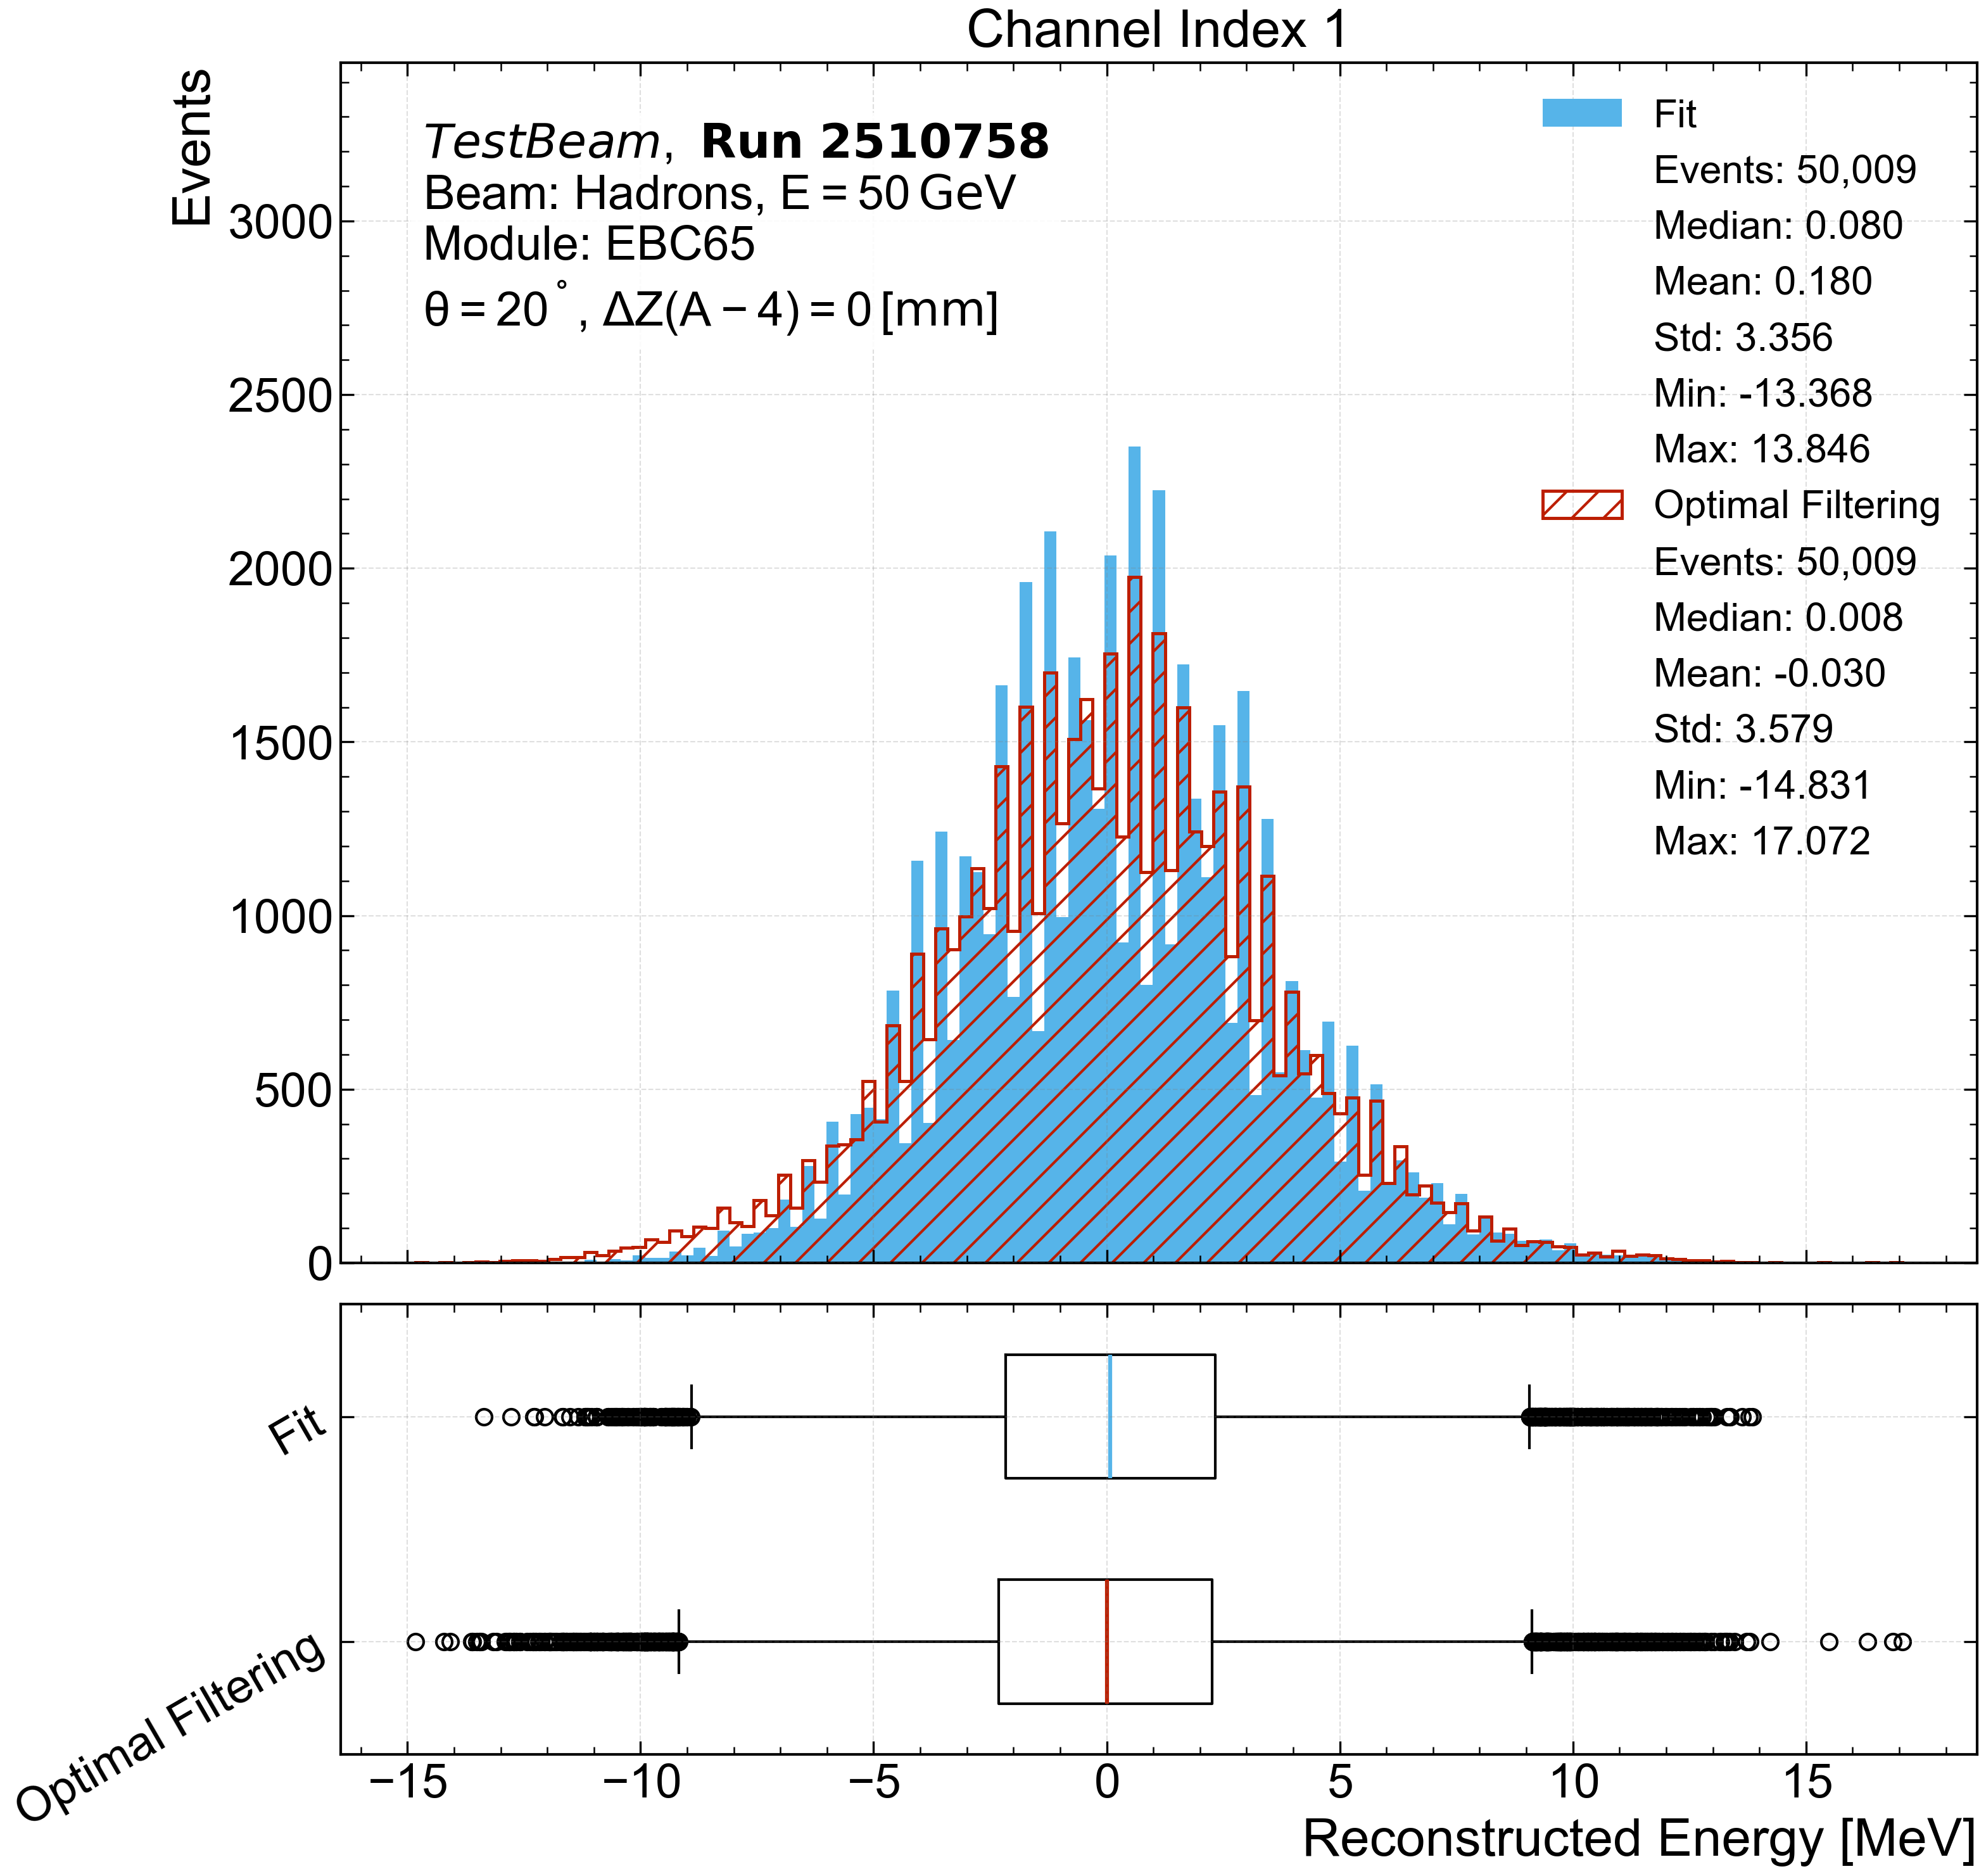 Channel Index 1
Events
TestBeam, Run 2510758
Beam: Hadrons, E = 50 GeV
Module: EBC65
θ = 20°, ΔZ(A − 4) = 0 [mm]
Fit
Events: 50,009
Median: 0.080
Mean: 0.180
Std: 3.356
Min: -13.368
Max: 13.846
Optimal Filtering
Events: 50,009
Median: 0.008
Mean: -0.030
Std: 3.579
Min: -14.831
Max: 17.072
3000
2500
2000
1500
1000
500
0
Fit
Optimal Filtering
−15 −10 −5 0 5 10 15
Reconstructed Energy [MeV]